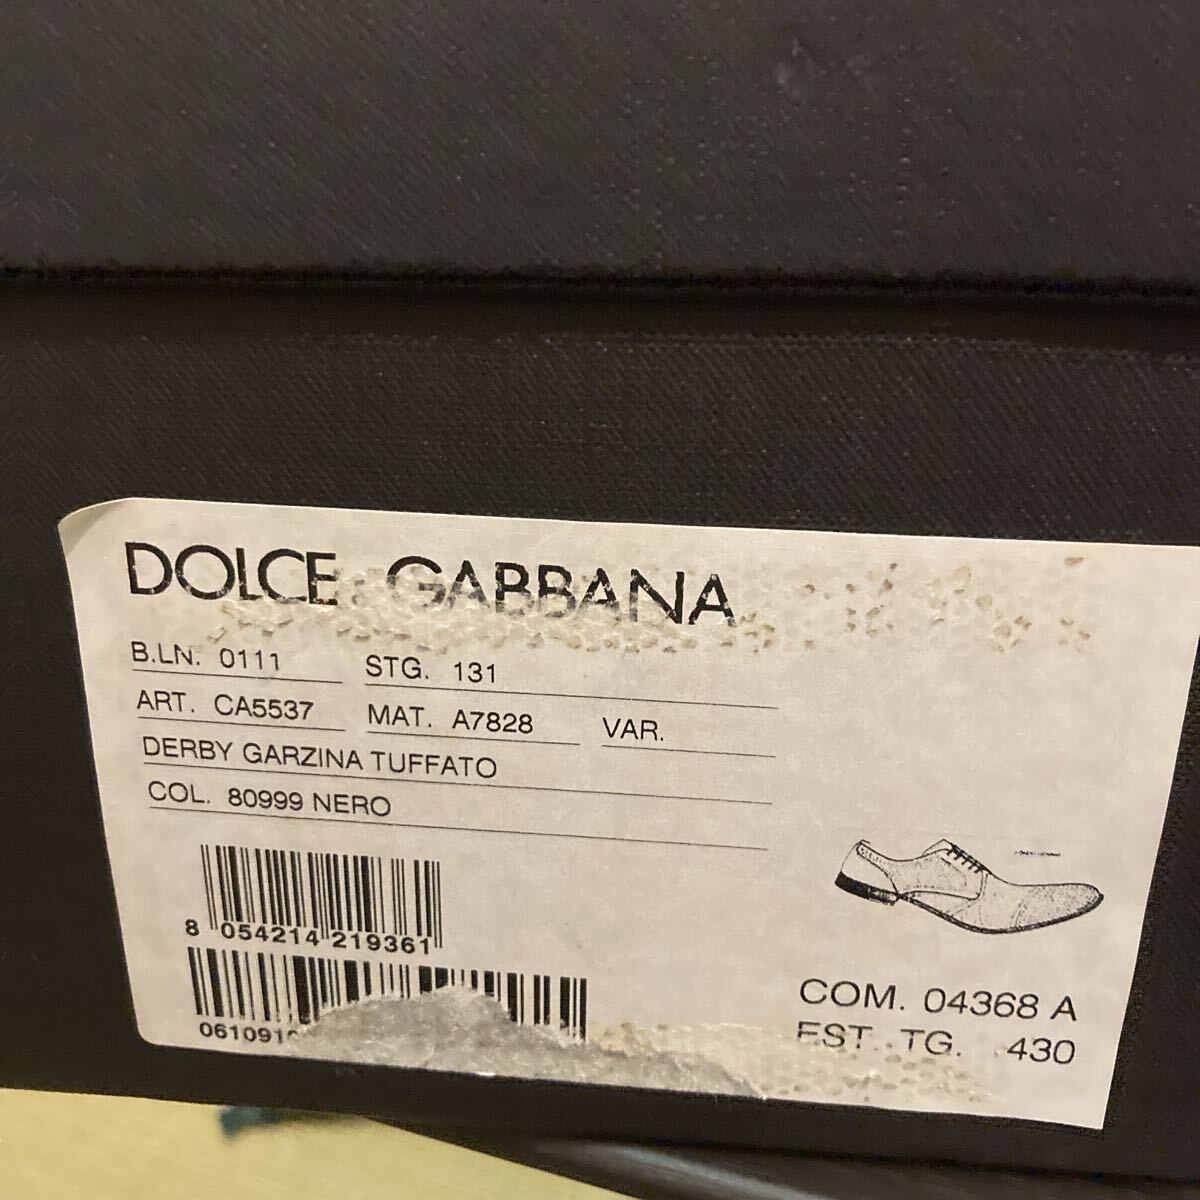 DOLCE & GABBANA
B.LN. 0111 STG. 131
ART. CA5537 MAT. A7828 VAR.
DERBY GARZINA TUFFATO
COL. 80999 NERO
8 054214 219361
COM. 04368 A
EST. TG. 430